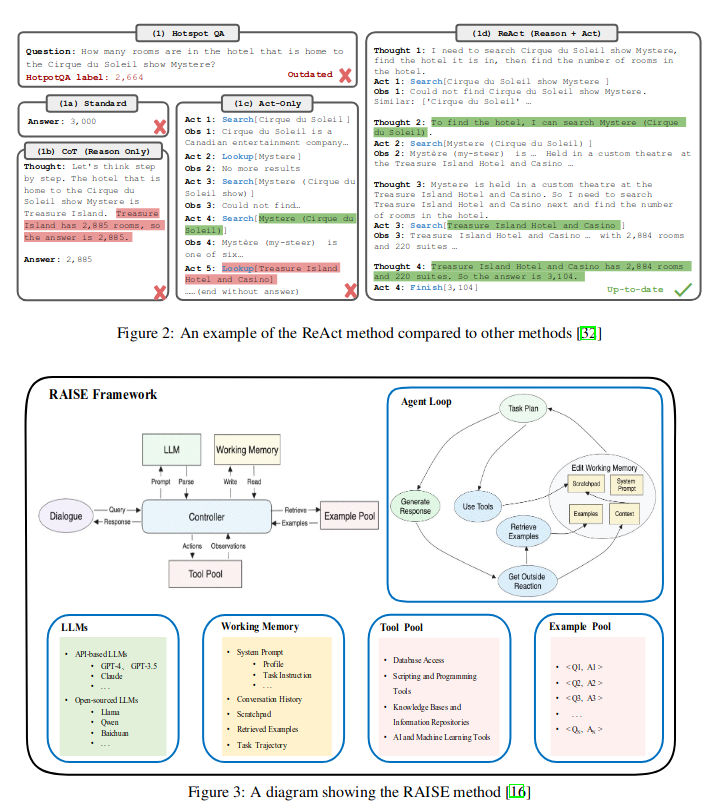 (1) Hotspot QA
Question: How many rooms are in the hotel that is home to
the Cirque du Soleil show Mystere?
HotpotQA label: 2,664
Outdated
(1a) Standard
Answer: 3,000
(1b) CoT (Reason Only)
Thought: Let's think step
by step. The hotel that is
home to the Cirque du
Soleil show Mystere is
Treasure Island. Treasure
Island has 2,885 rooms, so
the answer is 2,885.
Answer: 2,885
(1c) Act-Only
Act 1: Search[Cirque du Soleil ]
Obs 1: Cirque du Soleil is a
Canadian entertainment company…
Act 2: Lookup[Mystere]
Obs 2: No more results
Act 3: Search[Mystere (Cirque du
Soleil show)]
Obs 3: Could not find…
Act 4: Search[Mystere (Cirque du
Soleil)]
Obs 4: Mystère (my-steer) is
one of six…
Act 5: Lookup[Treasure Island
Hotel and Casino]
……(end without answer)
(1d) ReAct (Reason + Act)
Thought 1: I need to search Cirque du Soleil show Mystere,
find the hotel it is in, then find the number of rooms in
the hotel.
Act 1: Search[Cirque du Soleil show Mystere ]
Obs 1: Could not find Cirque du Soleil show Mystere.
Similar: ['Cirque du Soleil' …
Thought 2: To find the hotel, I can search Mystere (Cirque
du Soleil).
Act 2: Search[Mystere (Cirque du Soleil) ]
Obs 2: Mystère (my-steer) is … Held in a custom theatre at
the Treasure Island Hotel and Casino …
Thought 3: Mystere is held in a custom theatre at the
Treasure Island Hotel and Casino. So I need to search
Treasure Island Hotel and Casino next and find the number
of rooms in the hotel.
Act 3: Search[Treasure Island Hotel and Casino ]
Obs 3: Treasure Island Hotel and Casino … with 2,884 rooms
and 220 suites …
Thought 4: Treasure Island Hotel and Casino has 2,884 rooms
and 220 suites. So the answer is 3,104.
Act 4: Finish[3,104]
Up-to-date
Figure 2: An example of the ReAct method compared to other methods [32]
RAISE Framework
LLM
Working Memory
Prompt
Parse
Write
Read
Dialogue
Query
Response
Controller
Retrieve
Examples
Example Pool
Actions
Observations
Tool Pool
Agent Loop
Task Plan
Edit Working Memory
Scratchpad
System
Prompt
Examples
Context
Generate
Response
Use Tools
Retrieve
Examples
Get Outside
Reaction
LLMs
• API-based LLMs
• GPT-4、 GPT-3.5
• Claude
• . . .
• Open-sourced LLMs
• Llama
• Qwen
• Baichuan
• . . .
Working Memory
• System Prompt
• Profile
• Task Instruction
• . . .
• Conversation History
• Scratchpad
• Retrieved Examples
• Task Trajectory
Tool Pool
• Database Access
• Scripting and Programming
Tools
• Knowledge Bases and
Information Repositories
• AI and Machine Learning Tools
Example Pool
• < Q1, A1 >
• < Q2, A2 >
• < Q3, A3 >
• . . .
• < Qₙ, Aₙ >
Figure 3: A diagram showing the RAISE method [16]